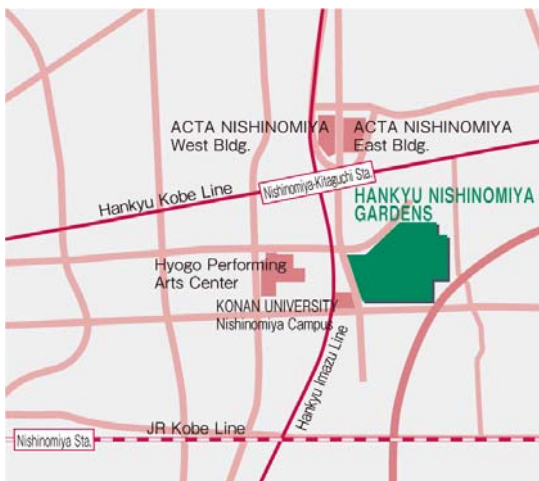 ACTA NISHINOMIYA
West Bldg.
ACTA NISHINOMIYA
East Bldg.
Nishinomiya-Kitaguchi Sta.
Hankyu Kobe Line
HANKYU NISHINOMIYA
GARDENS
Hyogo Performing
Arts Center
KONAN UNIVERSITY
Nishinomiya Campus
Hankyu Imazu Line
JR Kobe Line
Nishinomiya Sta.